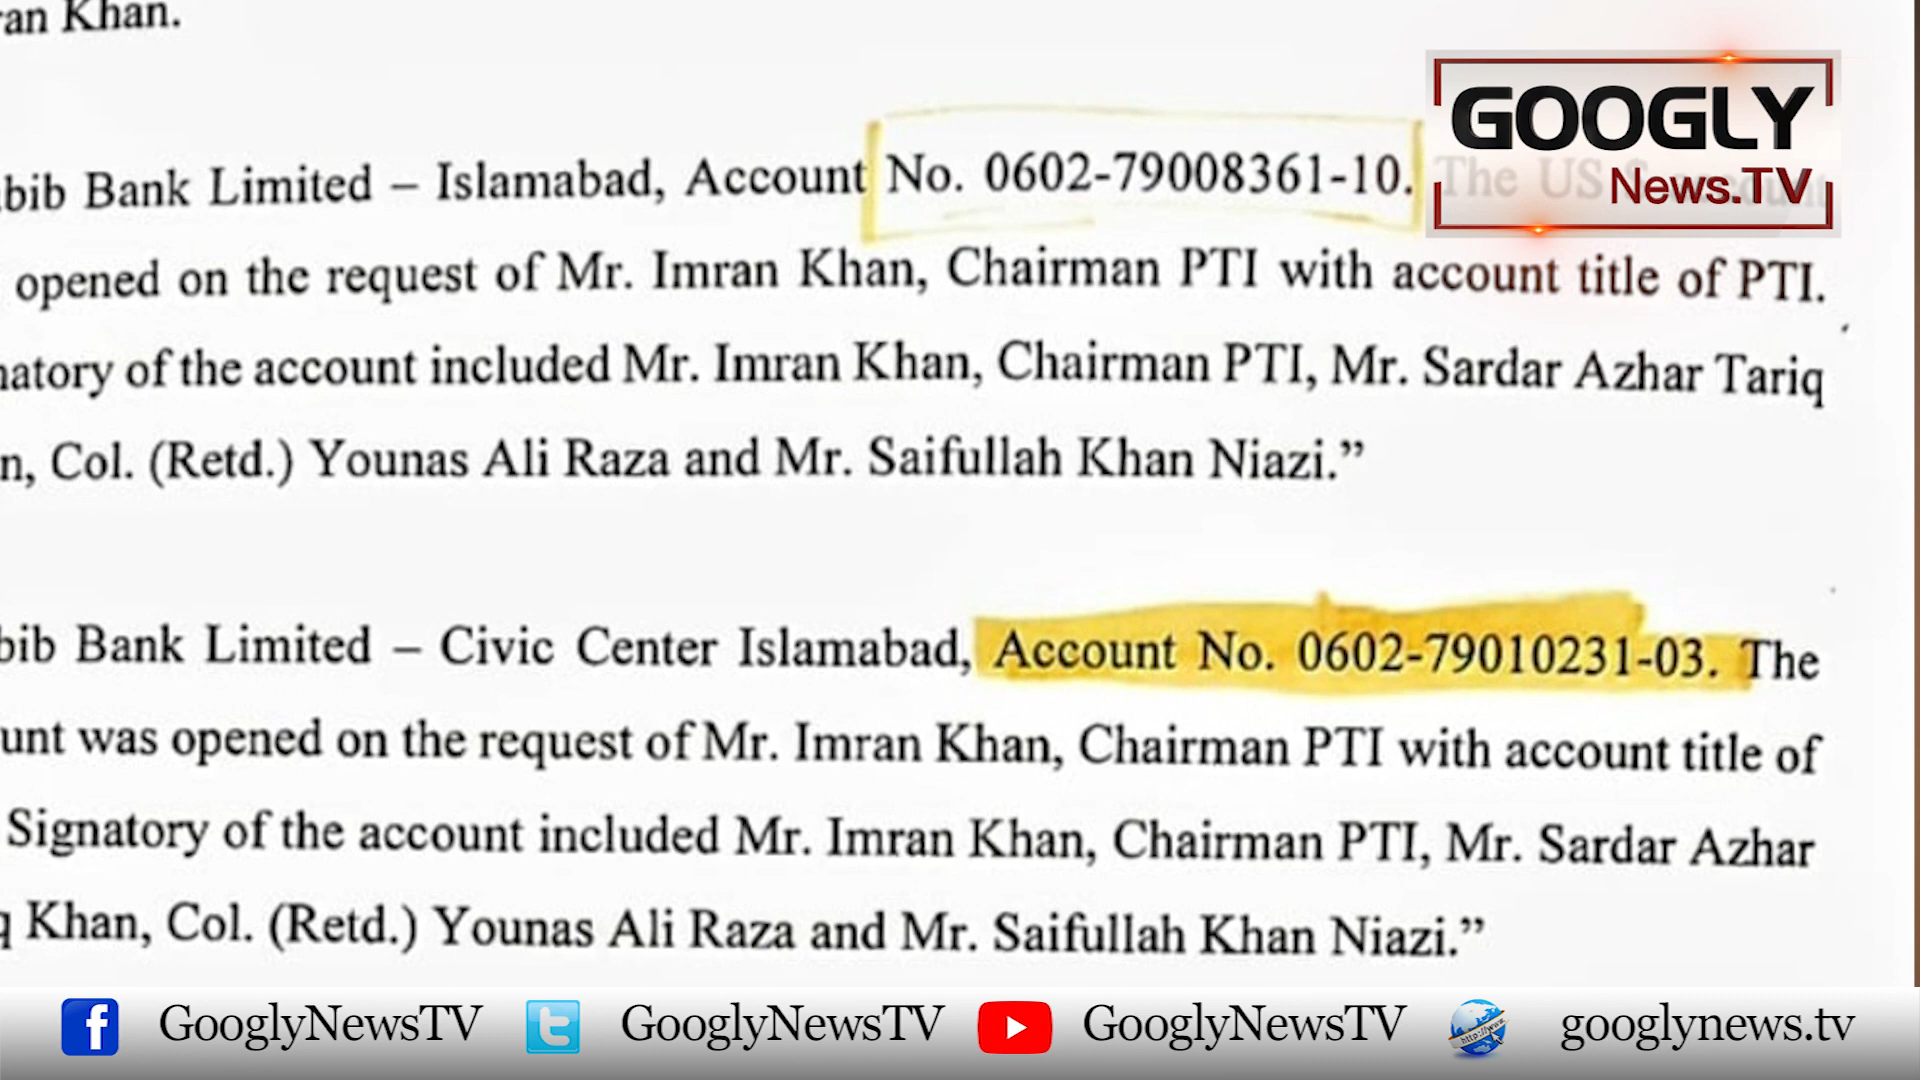 ran Khan.
GOOGLY
News.TV
bib Bank Limited – Islamabad, Account No. 0602-79008361-10. The US $ account
opened on the request of Mr. Imran Khan, Chairman PTI with account title of PTI.
natory of the account included Mr. Imran Khan, Chairman PTI, Mr. Sardar Azhar Tariq
n, Col. (Retd.) Younas Ali Raza and Mr. Saifullah Khan Niazi.”
bib Bank Limited – Civic Center Islamabad, Account No. 0602-79010231-03. The
unt was opened on the request of Mr. Imran Khan, Chairman PTI with account title of
Signatory of the account included Mr. Imran Khan, Chairman PTI, Mr. Sardar Azhar
q Khan, Col. (Retd.) Younas Ali Raza and Mr. Saifullah Khan Niazi.”
GooglyNewsTV GooglyNewsTV GooglyNewsTV googlynews.tv